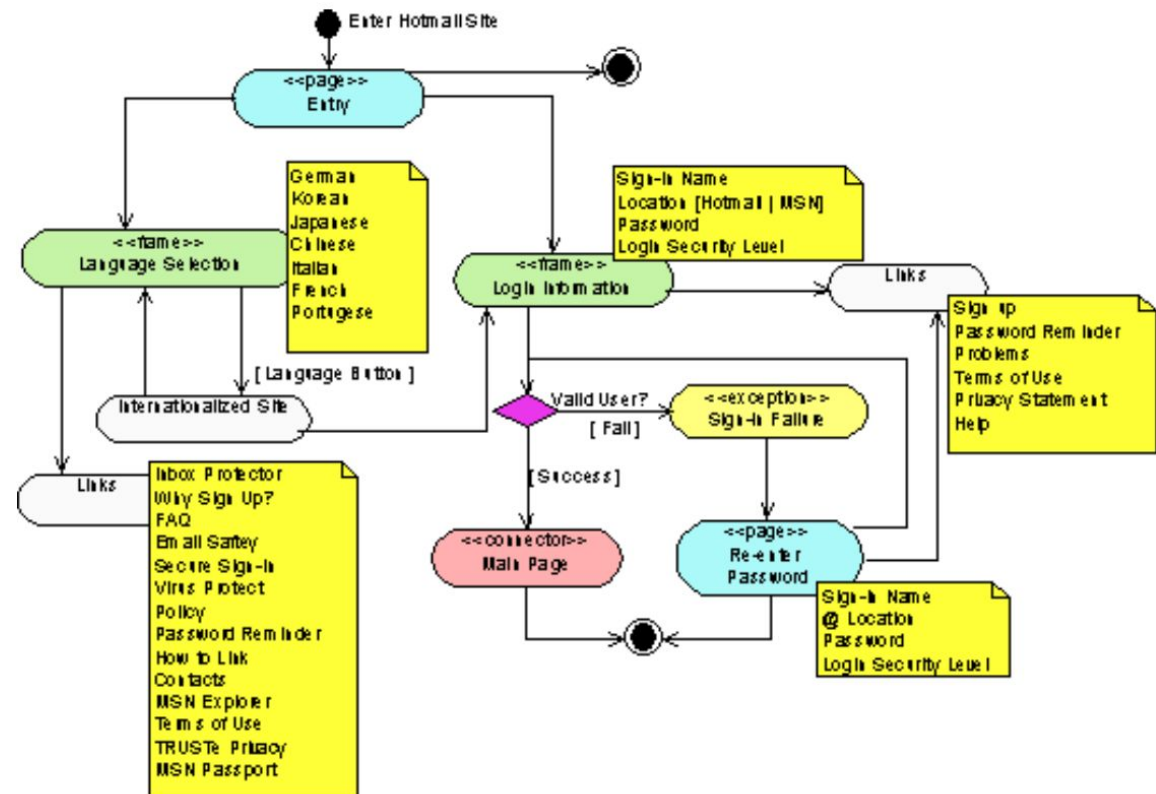 Enter Hotmail Site
<<page>>
Entry
German
Korean
Japanese
Chinese
Italian
French
Portugese
Sign-In Name
Location [Hotmail | MSN]
Password
Login Security Level
<<frame>>
Language Selection
<<frame>>
Login Information
Links
Sign up
Password Reminder
Problems
Terms of Use
Privacy Statement
Help
[ Language Button ]
Internationalized Site
Valid User?
[ Fail]
<<exception>>
Sign-In Failure
[Success]
Links
Inbox Protector
Why Sign Up?
FAQ
Email Saftey
Secure Sign-In
Virus Protect
Policy
Password Reminder
How to Link
Contacts
MSN Explorer
Terms of Use
TRUSTe Privacy
MSN Passport
<<connector>>
Main Page
<<page>>
Re-enter
Password
Sign-In Name
@ Location
Password
Login Security Level